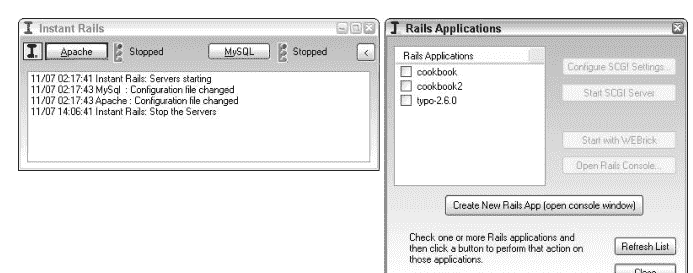 Instant Rails
Apache Stopped MySQL Stopped <
11/07 02:17:41 Instant Rails: Servers starting
11/07 02:17:43 MySql : Configuration file changed
11/07 02:17:43 Apache : Configuration file changed
11/07 14:06:41 Instant Rails: Stop the Servers
Rails Applications
Rails Applications
cookbook
cookbook2
typo-2.6.0
Configure SCGI Settings...
Start SCGI Server
Start with WEBrick
Open Rails Console...
Create New Rails App (open console window)
Check one or more Rails applications and
then click a button to perform that action on
those applications.
Refresh List
Close